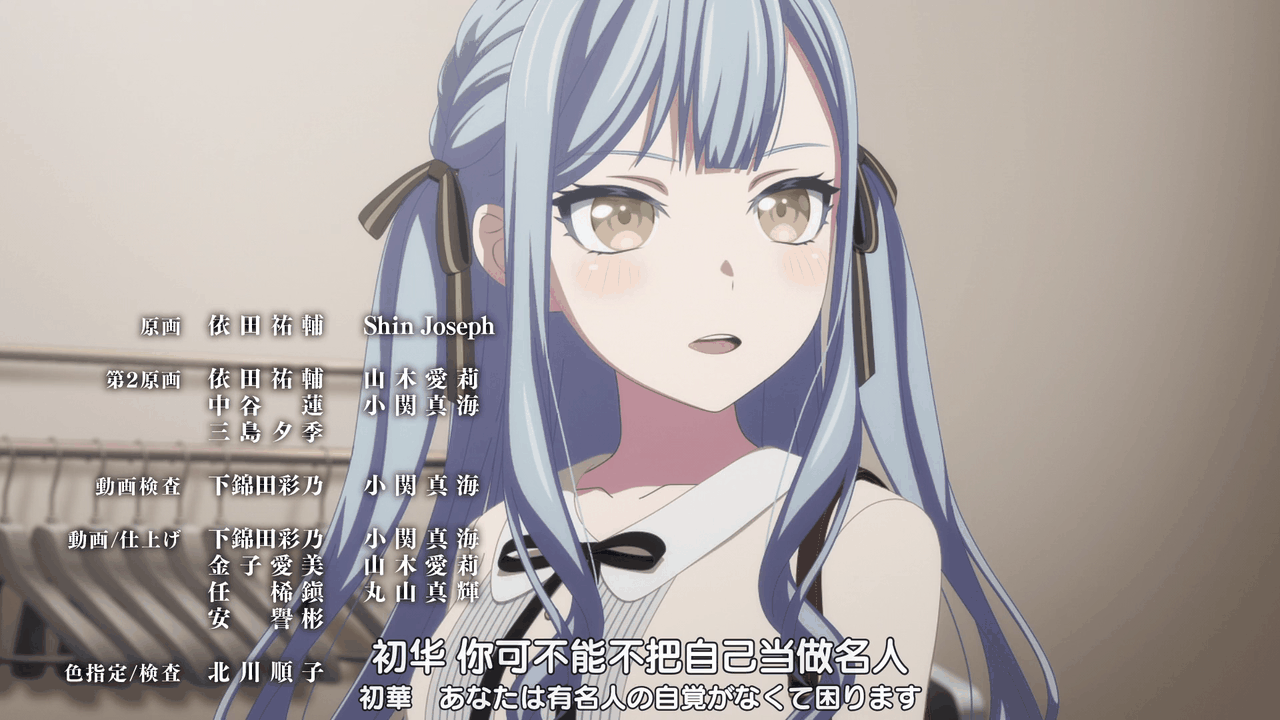 原画 依田祐輔 Shin Joseph
第2原画 依田祐輔 山木愛莉
中谷蓮 小関真海
三島夕季
動画検査 下錦田彩乃 小関真海
動画/仕上げ 下錦田彩乃 小関真海
金子愛美 山木愛莉
任桸鎭 丸山真輝
安譽彬
色指定/検査 北川順子
初华 你可不能不把自己当做名人
初華 あなたは有名人の自覚がなくて困ります